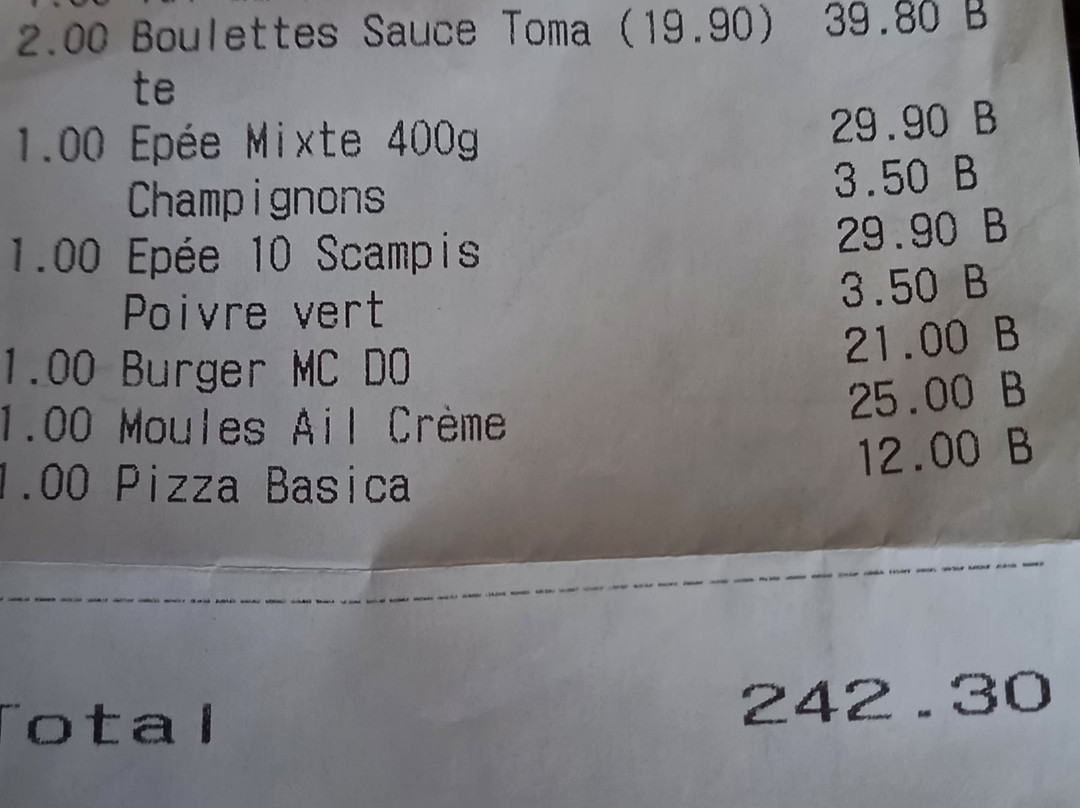 2.00 Boulettes Sauce Toma (19.90) 39.80 B
te
1.00 Epée Mixte 400g 29.90 B
Champignons 3.50 B
1.00 Epée 10 Scampis 29.90 B
Poivre vert 3.50 B
1.00 Burger MC DO 21.00 B
1.00 Moules Ail Crème 25.00 B
1.00 Pizza Basica 12.00 B
Total 242.30